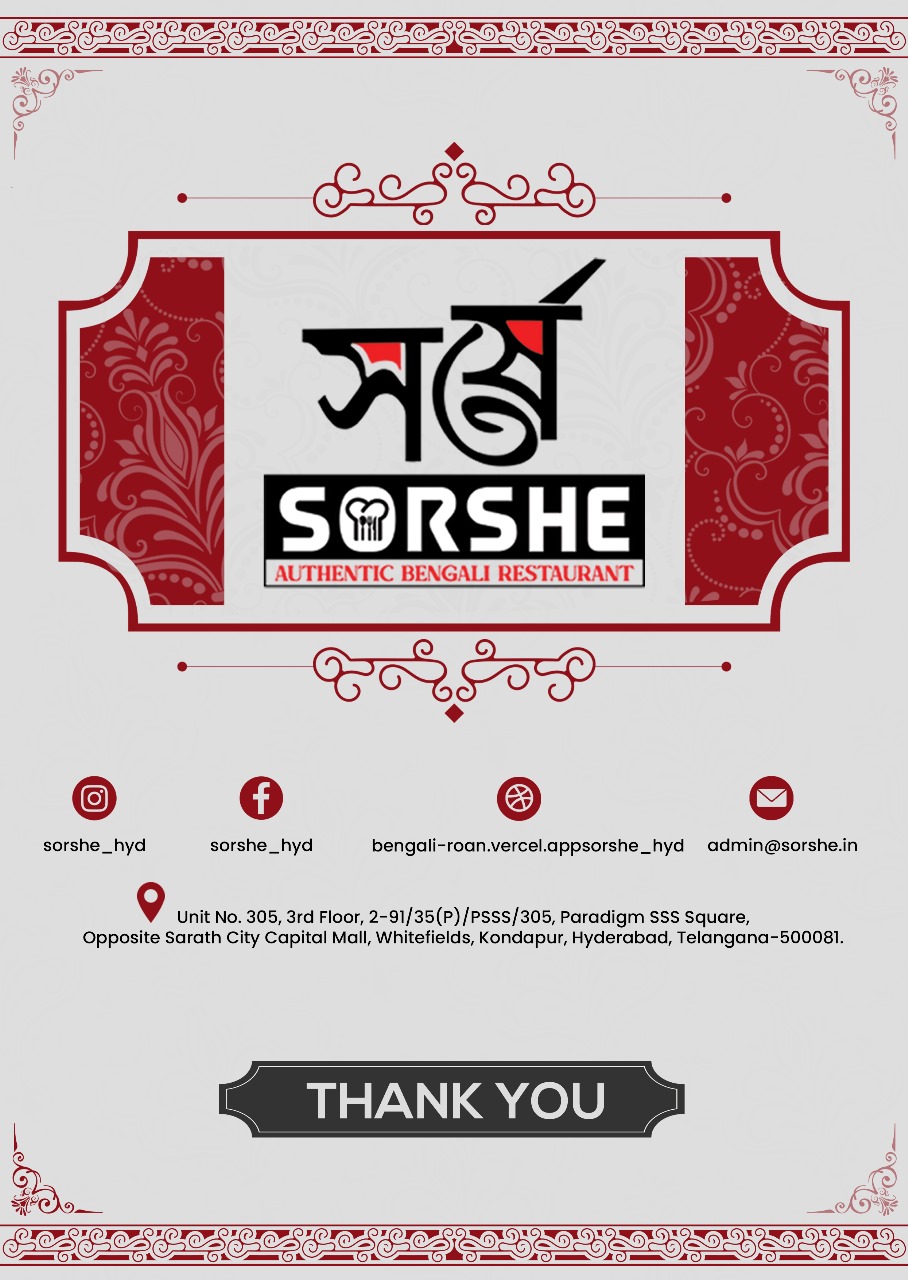 সর্ষে
SORSHE
AUTHENTIC BENGALI RESTAURANT
sorshe_hyd
sorshe_hyd
bengali-roan.vercel.appsorshe_hyd
admin@sorshe.in
Unit No. 305, 3rd Floor, 2-91/35(P)/PSSS/305, Paradigm SSS Square,
Opposite Sarath City Capital Mall, Whitefields, Kondapur, Hyderabad, Telangana-500081.
THANK YOU